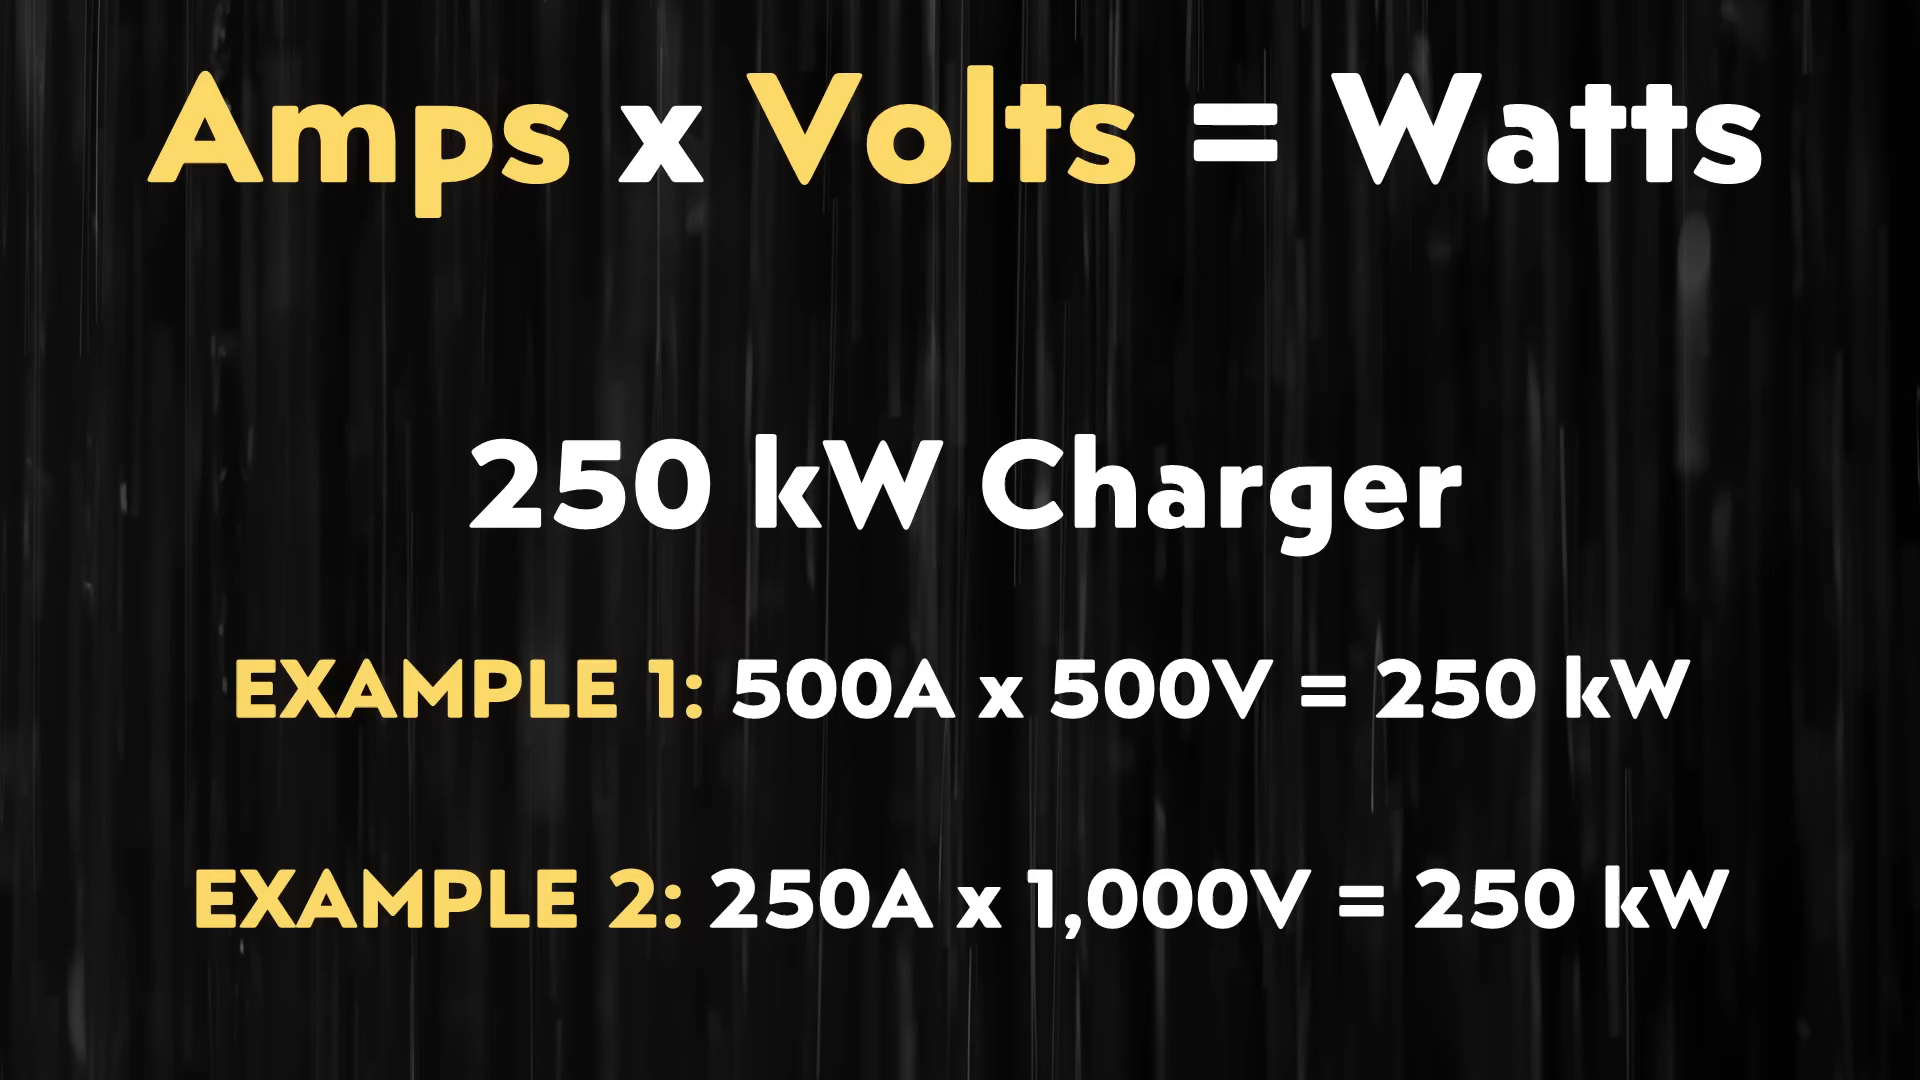 Amps x Volts = Watts
250 kW Charger
EXAMPLE 1: 500A x 500V = 250 kW
EXAMPLE 2: 250A x 1,000V = 250 kW